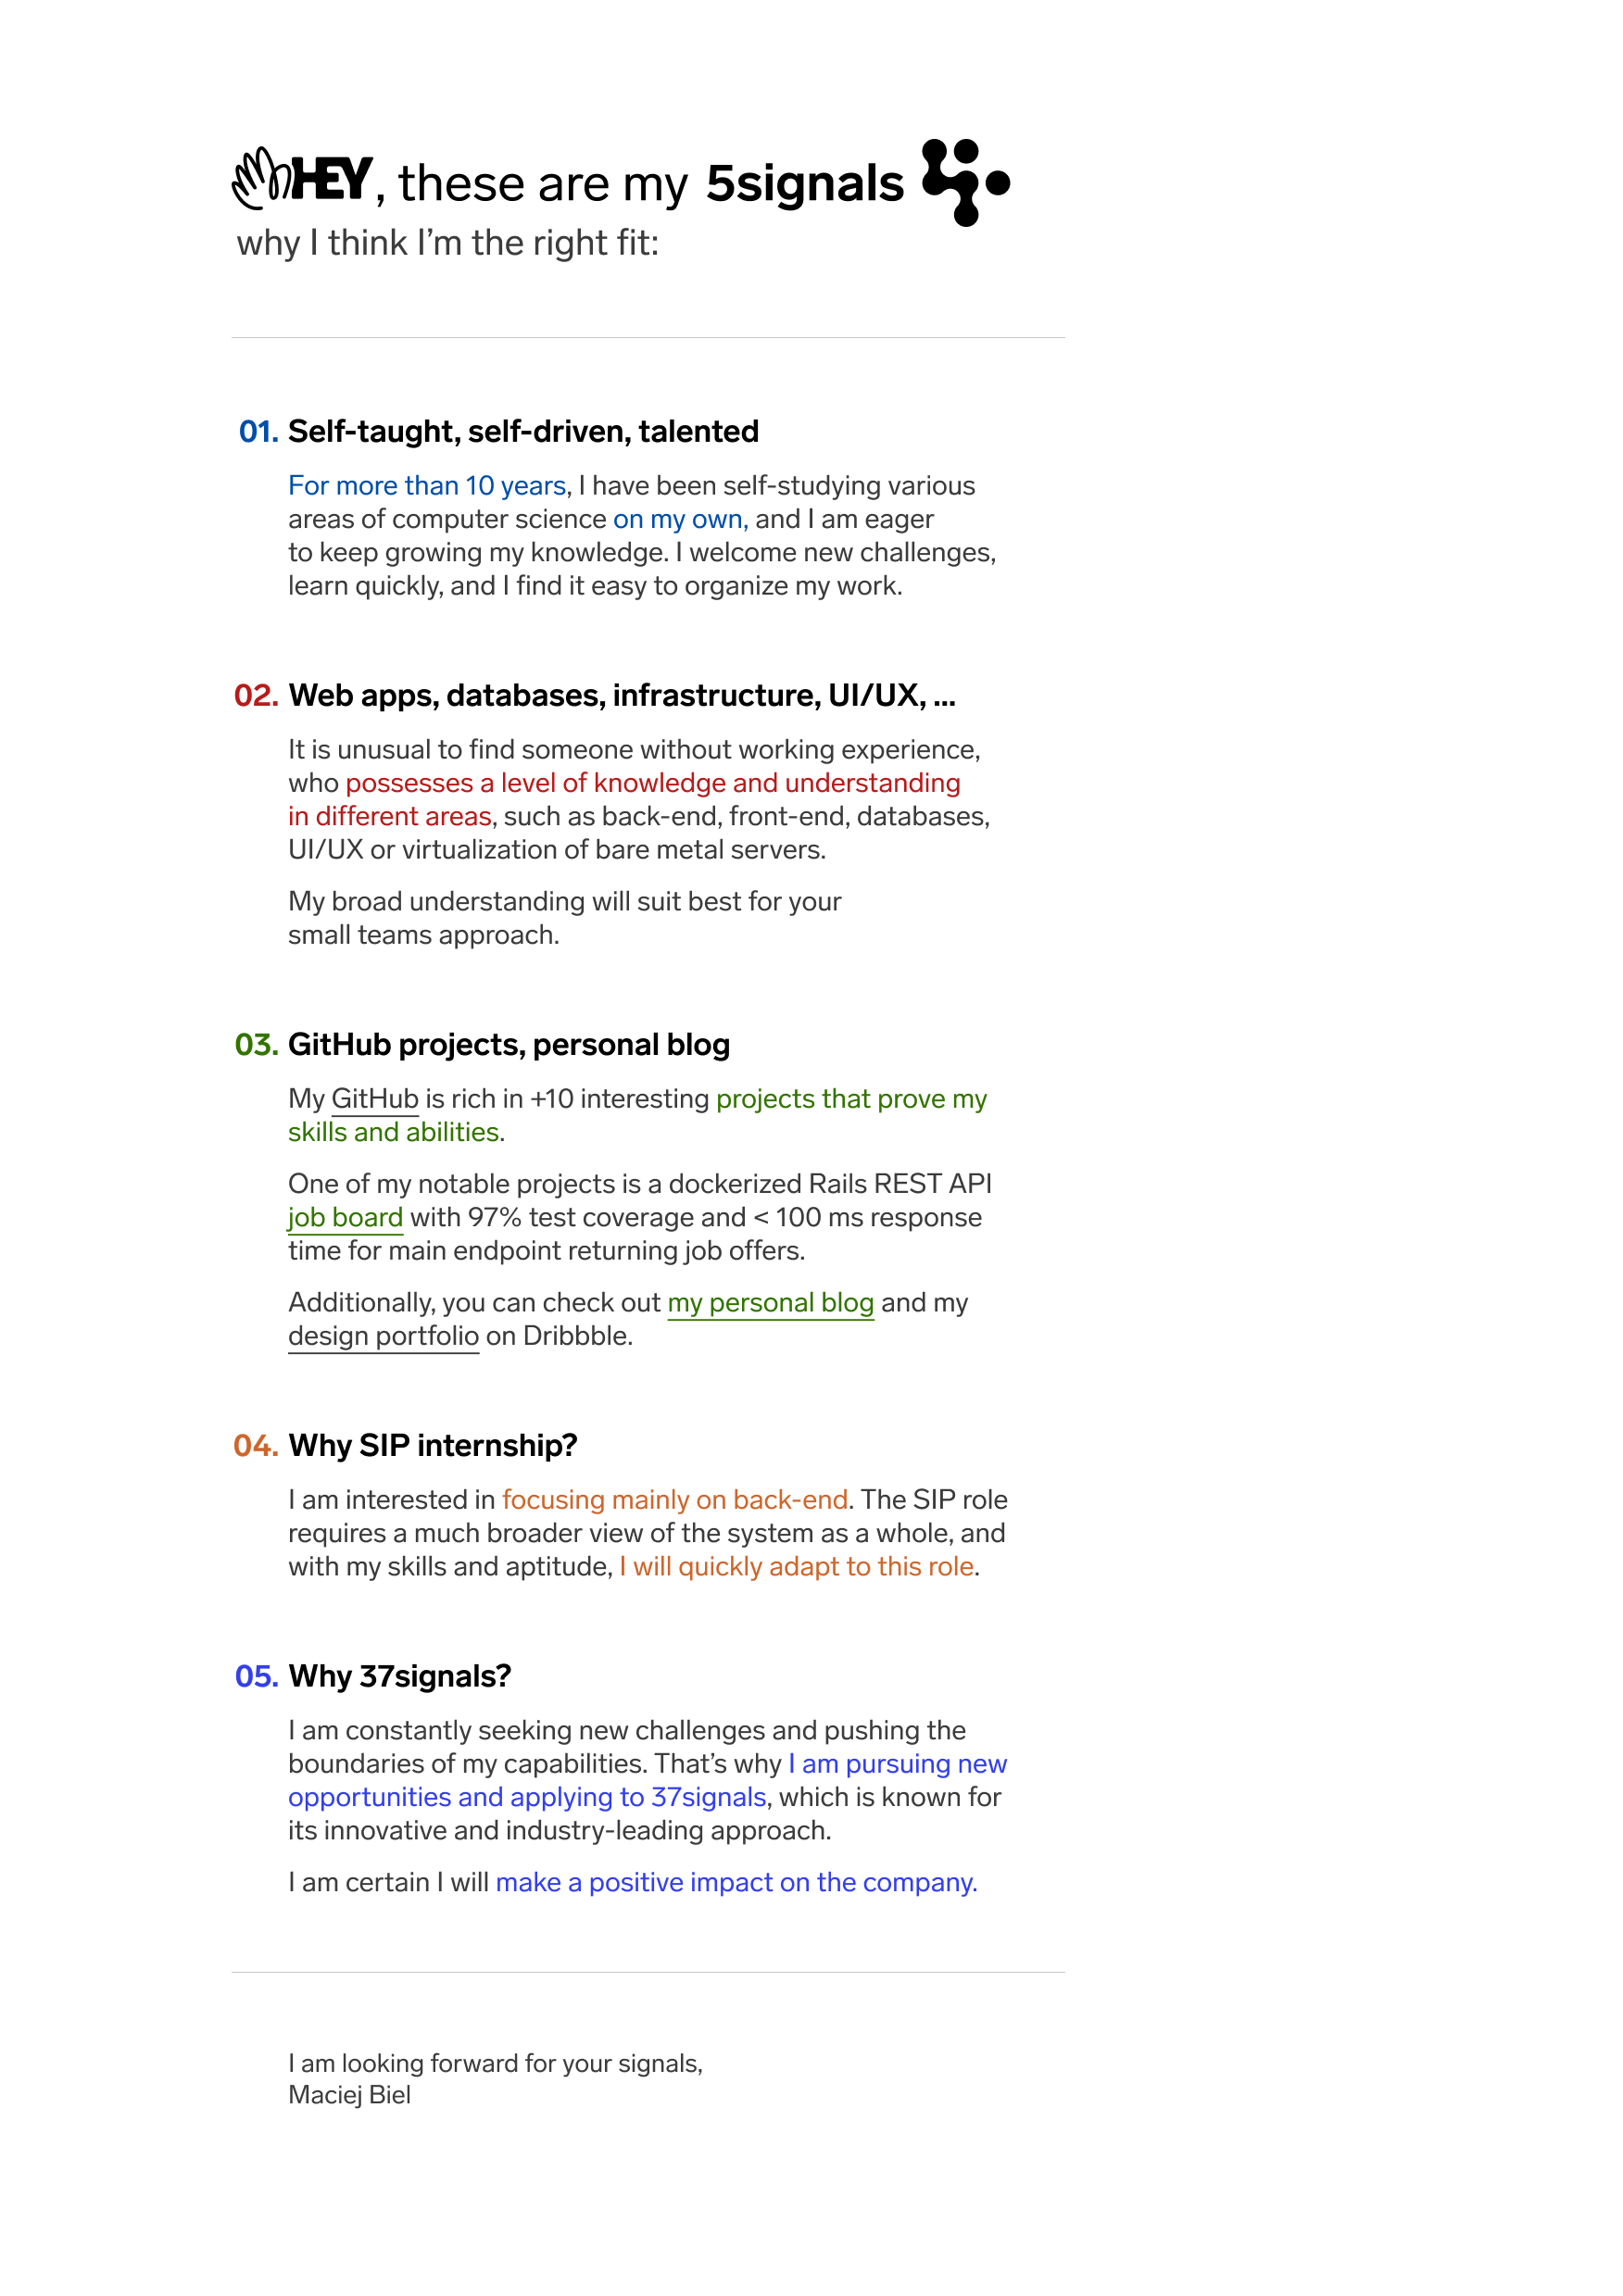 HEY, these are my 5signals
why I think I’m the right fit:
01. Self-taught, self-driven, talented
For more than 10 years, I have been self-studying various
areas of computer science on my own, and I am eager
to keep growing my knowledge. I welcome new challenges,
learn quickly, and I find it easy to organize my work.
02. Web apps, databases, infrastructure, UI/UX, ...
It is unusual to find someone without working experience,
who possesses a level of knowledge and understanding
in different areas, such as back-end, front-end, databases,
UI/UX or virtualization of bare metal servers.
My broad understanding will suit best for your
small teams approach.
03. GitHub projects, personal blog
My GitHub is rich in +10 interesting projects that prove my
skills and abilities.
One of my notable projects is a dockerized Rails REST API
job board with 97% test coverage and < 100 ms response
time for main endpoint returning job offers.
Additionally, you can check out my personal blog and my
design portfolio on Dribbble.
04. Why SIP internship?
I am interested in focusing mainly on back-end. The SIP role
requires a much broader view of the system as a whole, and
with my skills and aptitude, I will quickly adapt to this role.
05. Why 37signals?
I am constantly seeking new challenges and pushing the
boundaries of my capabilities. That’s why I am pursuing new
opportunities and applying to 37signals, which is known for
its innovative and industry-leading approach.
I am certain I will make a positive impact on the company.
I am looking forward for your signals,
Maciej Biel